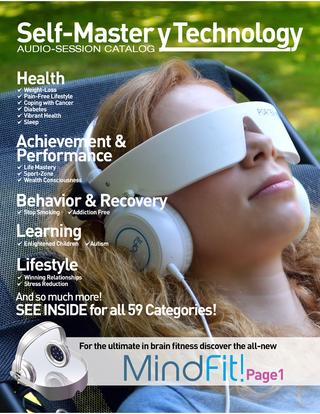 Self-Mastery Technology
AUDIO-SESSION CATALOG
Health
✓ Weight-Loss
✓ Pain-Free Lifestyle
✓ Coping with Cancer
✓ Diabetes
✓ Vibrant Health
✓ Sleep
Achievement &
Performance
✓ Life Mastery
✓ Sport-Zone
✓ Wealth Consciousness
Behavior & Recovery
✓ Stop Smoking ✓ Addiction Free
Learning
✓ Enlightened Children ✓ Autism
Lifestyle
✓ Winning Relationships
✓ Stress Reduction
And so much more!
SEE INSIDE for all 59 Categories!
For the ultimate in brain fitness discover the all-new
MindFit! Page1